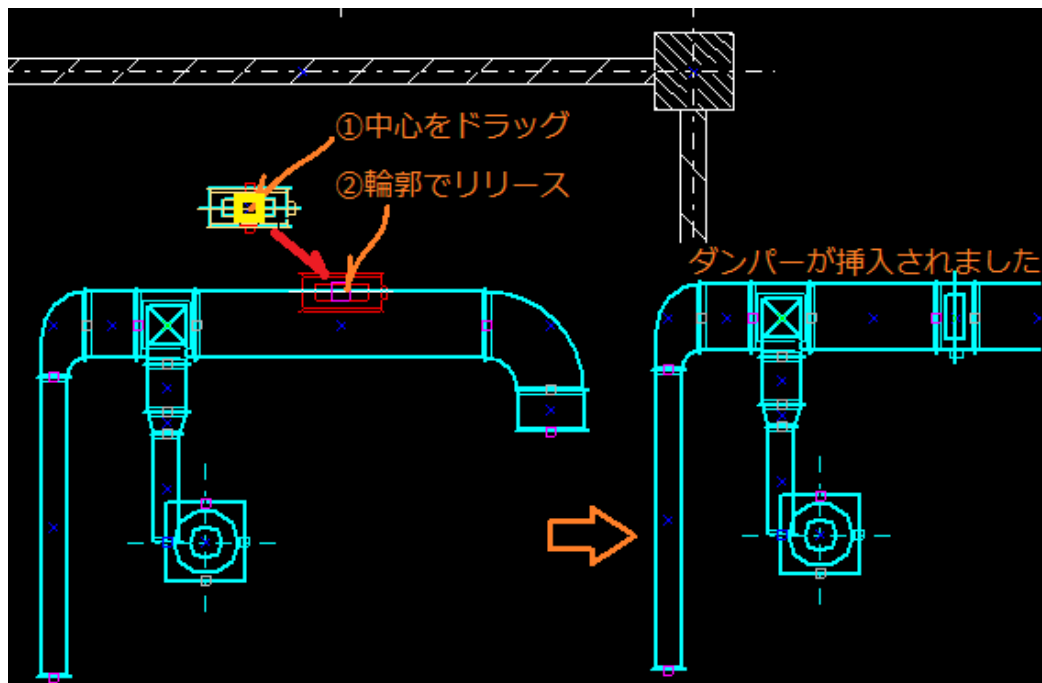 ①中心をドラッグ
②輪郭でリリース
ダンパーが挿入されました